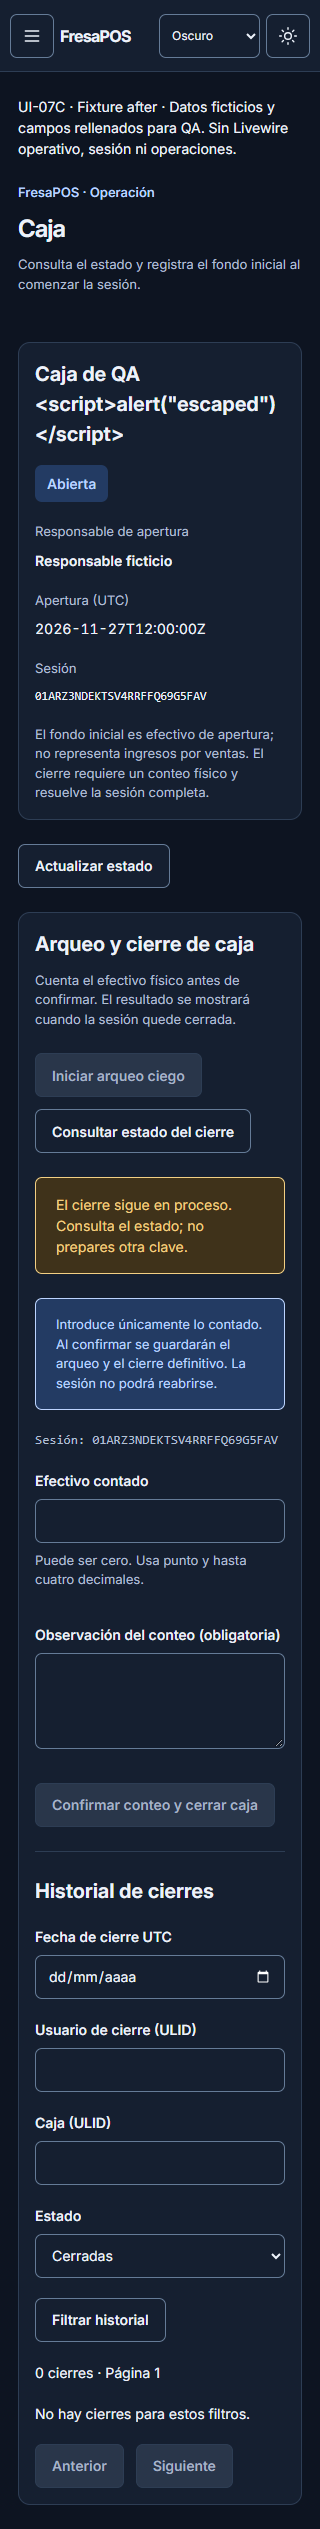 FresaPOS
Oscuro
UI-07C · Fixture after · Datos ficticios y
campos rellenados para QA. Sin Livewire
operativo, sesión ni operaciones.
FresaPOS · Operación
Caja
Consulta el estado y registra el fondo inicial al
comenzar la sesión.
Caja de QA
<script>alert("escaped")
</script>
Abierta
Responsable de apertura
Responsable ficticio
Apertura (UTC)
2026-11-27T12:00:00Z
Sesión
01ARZ3NDEKTSV4RRFFQ69G5FAV
El fondo inicial es efectivo de apertura;
no representa ingresos por ventas. El
cierre requiere un conteo físico y
resuelve la sesión completa.
Actualizar estado
Arqueo y cierre de caja
Cuenta el efectivo físico antes de
confirmar. El resultado se mostrará
cuando la sesión quede cerrada.
Iniciar arqueo ciego
Consultar estado del cierre
El cierre sigue en proceso.
Consulta el estado; no
prepares otra clave.
Introduce únicamente lo contado.
Al confirmar se guardarán el
arqueo y el cierre definitivo. La
sesión no podrá reabrirse.
Sesión: 01ARZ3NDEKTSV4RRFFQ69G5FAV
Efectivo contado
Puede ser cero. Usa punto y hasta
cuatro decimales.
Observación del conteo (obligatoria)
Confirmar conteo y cerrar caja
Historial de cierres
Fecha de cierre UTC
dd/mm/aaaa
Usuario de cierre (ULID)
Caja (ULID)
Estado
Cerradas
Filtrar historial
0 cierres · Página 1
No hay cierres para estos filtros.
Anterior
Siguiente